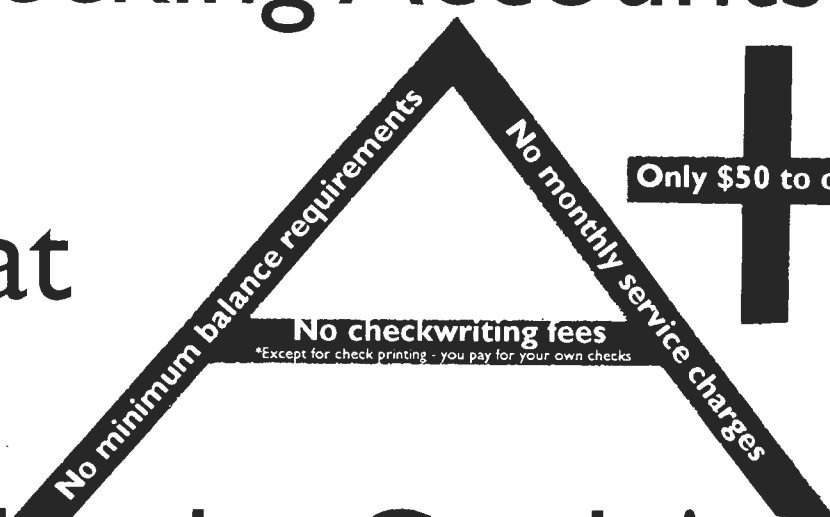 Accounts
No minimum balance requirements
No monthly service charges
Only $50 to
at
No checkwriting fees
*Except for check printing - you pay for your own checks